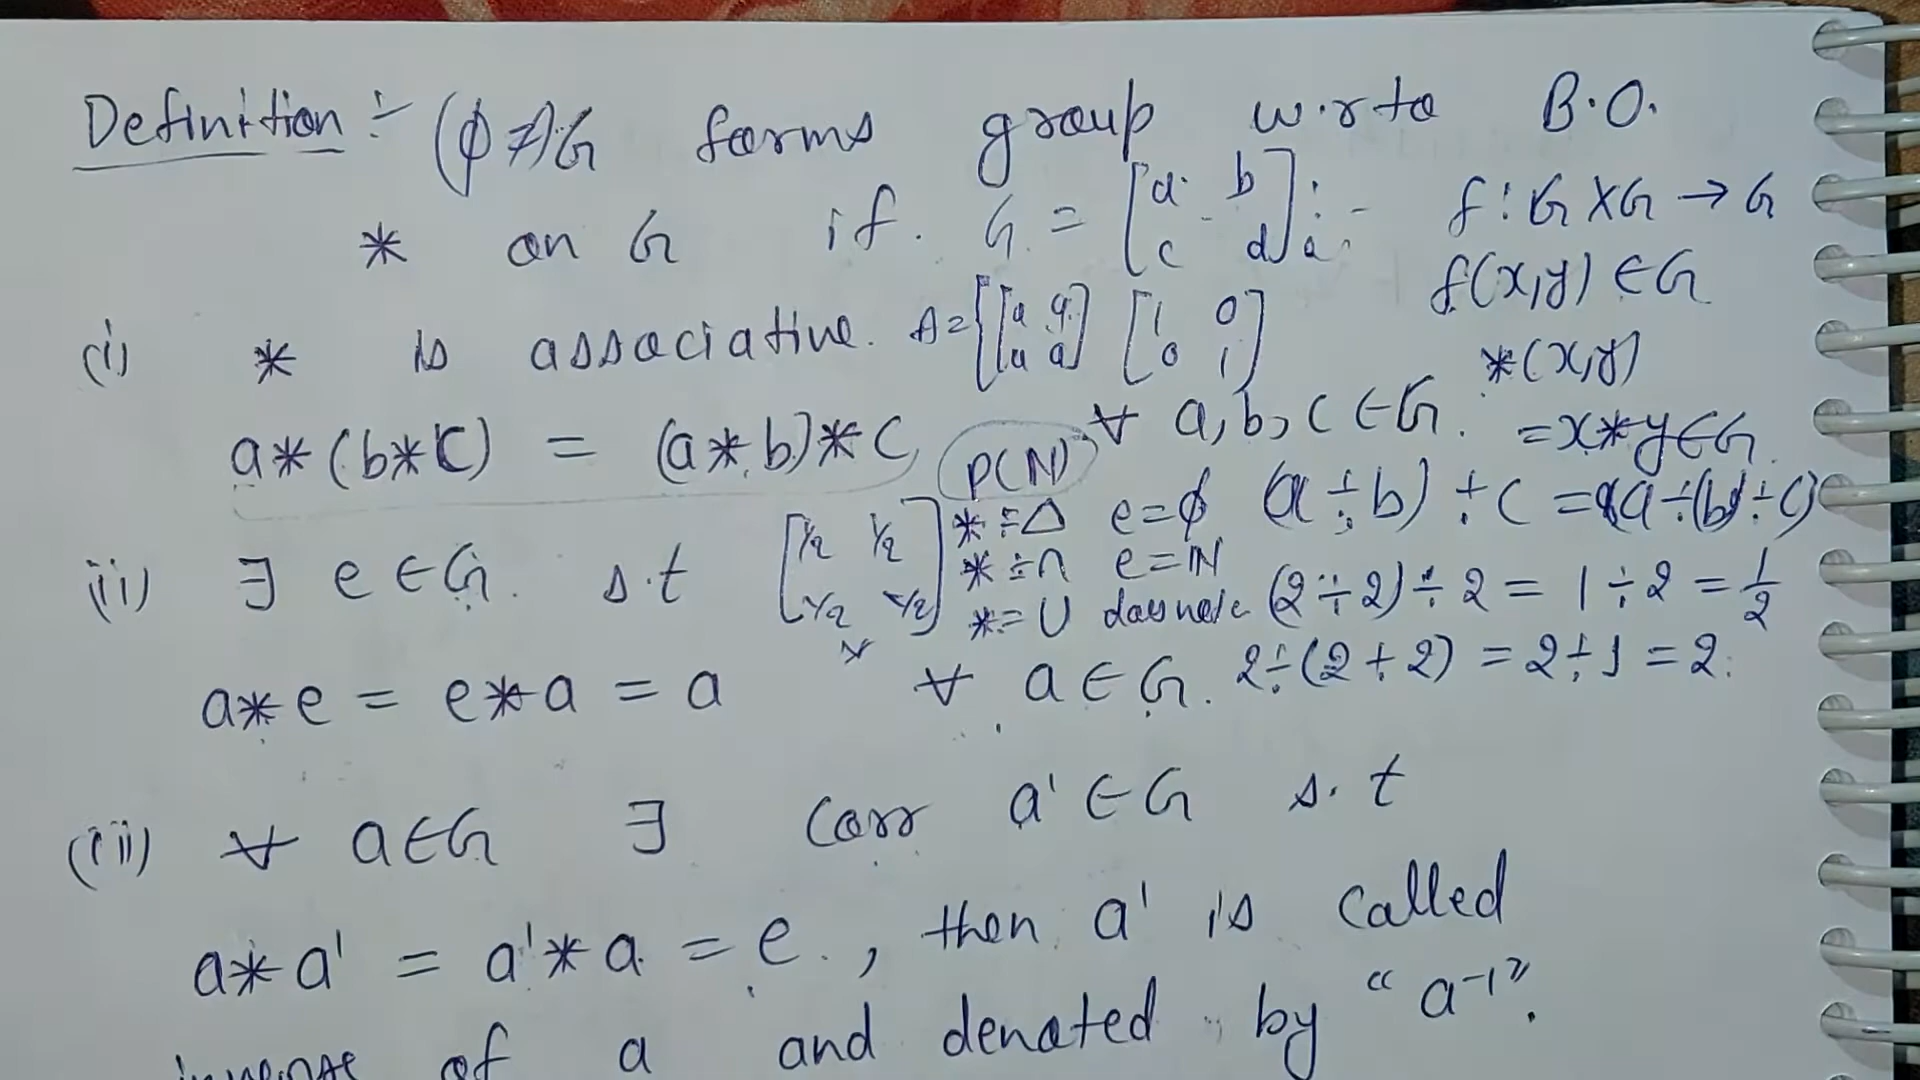 Definition :- (ϕ ≠) G forms group w.r to B.O.
* on G if. G = [a b
c d] f : G X G → G
f(x,y) ∈ G
(i) * is associative. A = {[a a
a a] [1 0
0 1]
*(x,y)
a*(b*c) = (a*b)*c, ∀ a,b,c ∈ G.
= x*y ∈ G
P(N)
*=Δ e=ϕ (a ÷ b) ÷ c = a ÷ (b ÷ c)
(ii) ∃ e ∈ G. s.t [1/2 1/2
1/2 1/2] *=∩ e=N
*= U (2 ÷ 2) ÷ 2 = 1 ÷ 2 = 1/2
a*e = e*a = a ∀ a ∈ G. 2 ÷ (2 ÷ 2) = 2 ÷ 1 = 2.
(iii) ∀ a ∈ G ∃ corr a' ∈ G s.t
a*a' = a'*a = e., then a' is called
inverse of a and denoted by "a-1".